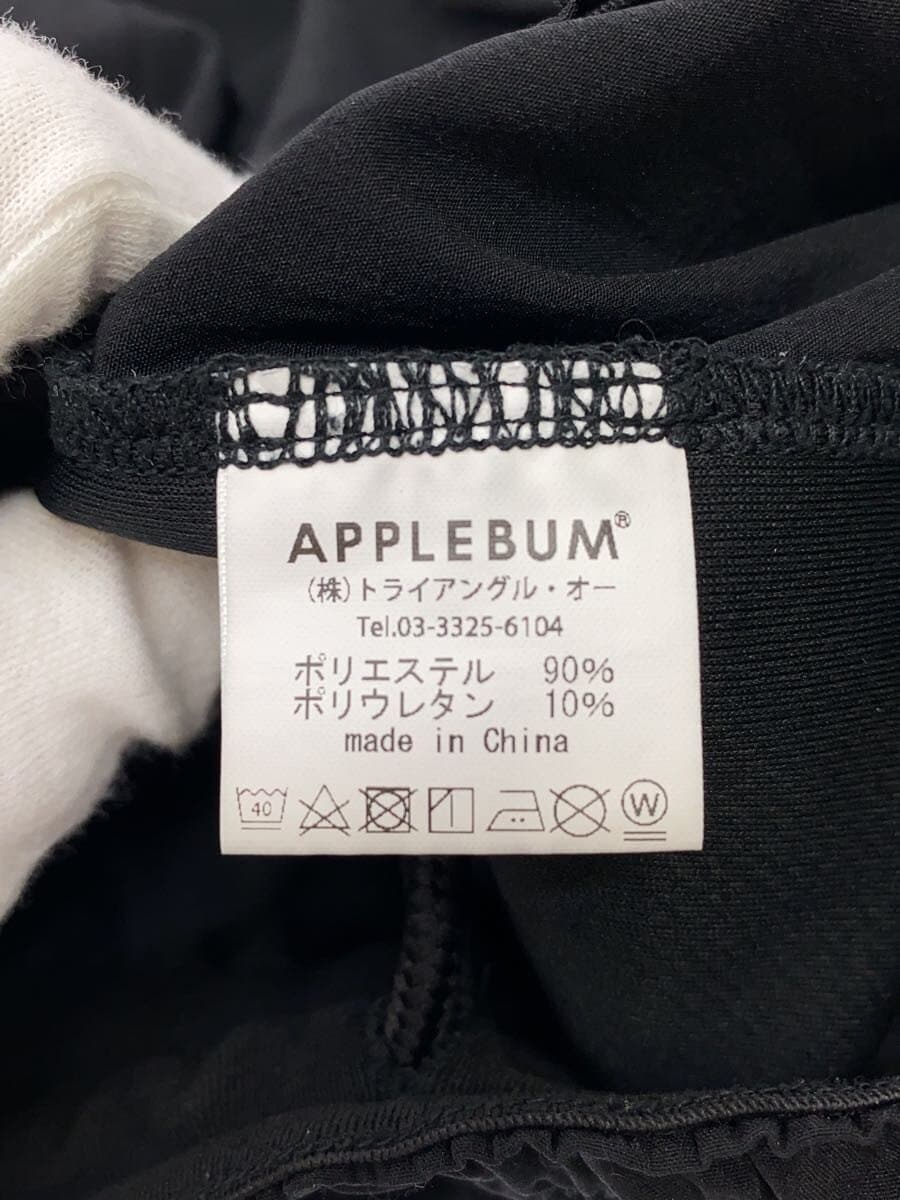 APPLEBUM®
(株)トライアングル・オー
Tel.03-3325-6104
ポリエステル 90%
ポリウレタン 10%
made in China
40 W